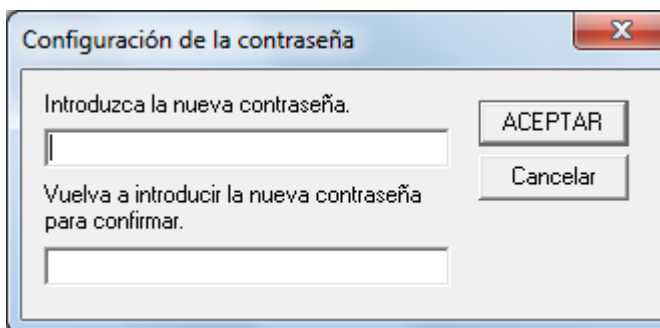 Configuración de la contraseña
Introduzca la nueva contraseña.
ACEPTAR
Cancelar
Vuelva a introducir la nueva contraseña
para confirmar.